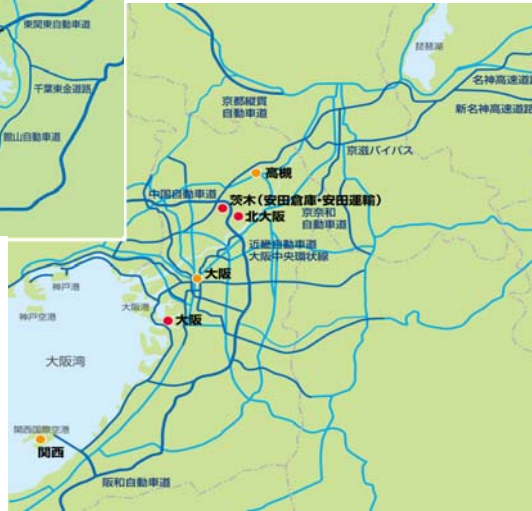 東関東自動車道
千葉東金道路
館山自動車道
琵琶湖
名神高速道路
新名神高速道路
京都縦貫
自動車道
京滋バイパス
高槻
中国自動車道
茨木(安田倉庫・安田運輸)
北大阪
京奈和
自動車道
近畿自動車道
大阪中央環状線
大阪
神戸港
大阪港
神戸空港
大阪
大阪湾
関西国際空港
関西
阪和自動車道